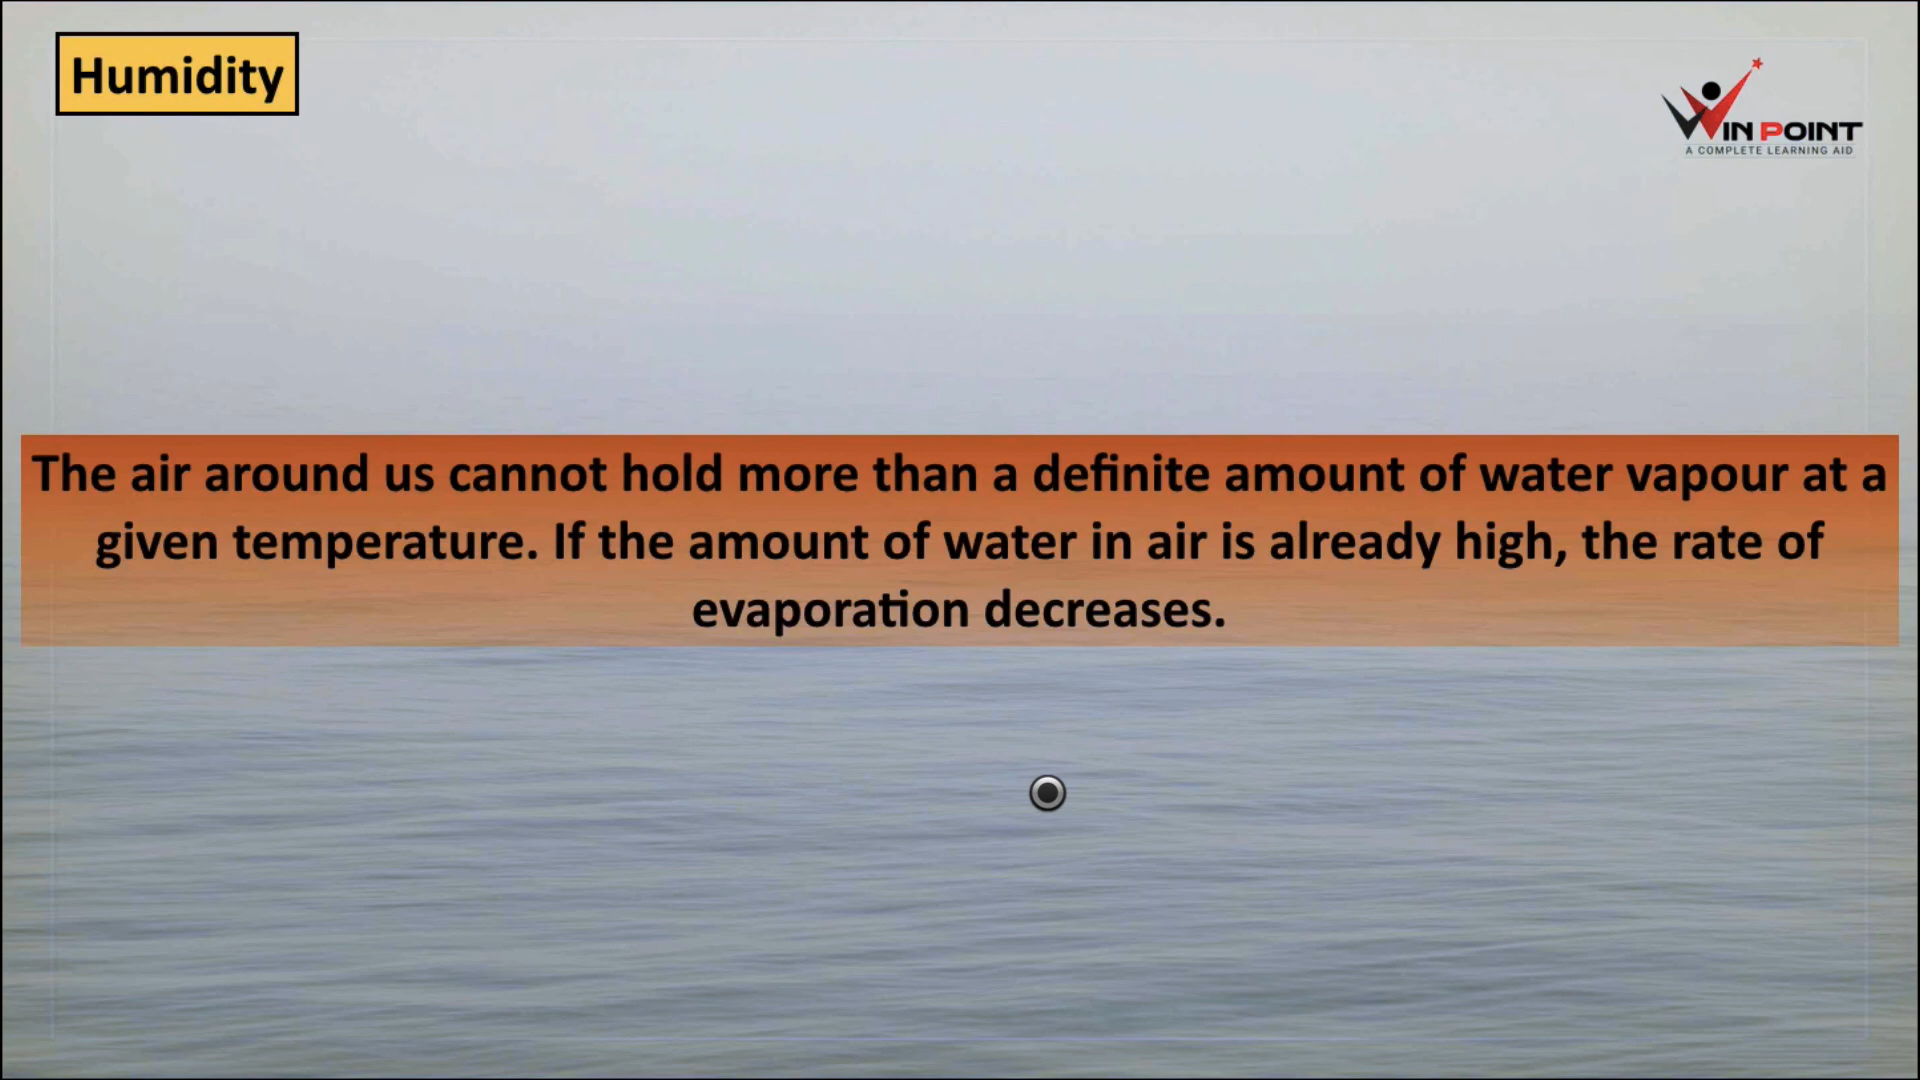 Humidity
WIN POINT
A COMPLETE LEARNING AID
The air around us cannot hold more than a definite amount of water vapour at a
given temperature. If the amount of water in air is already high, the rate of
evaporation decreases.